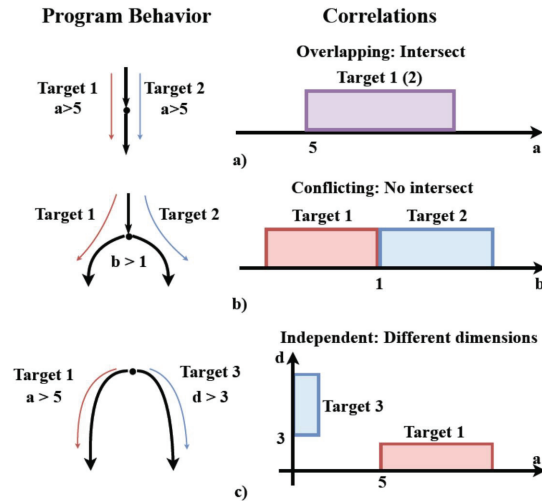 Program Behavior
Correlations
Overlapping: Intersect
Target 1
a>5
Target 2
a>5
Target 1 (2)
5
a
a)
Conflicting: No intersect
Target 1
Target 2
b > 1
Target 1
Target 2
1
b
b)
Independent: Different dimensions
Target 1
a > 5
Target 3
d > 3
d
Target 3
3
Target 1
5
a
c)